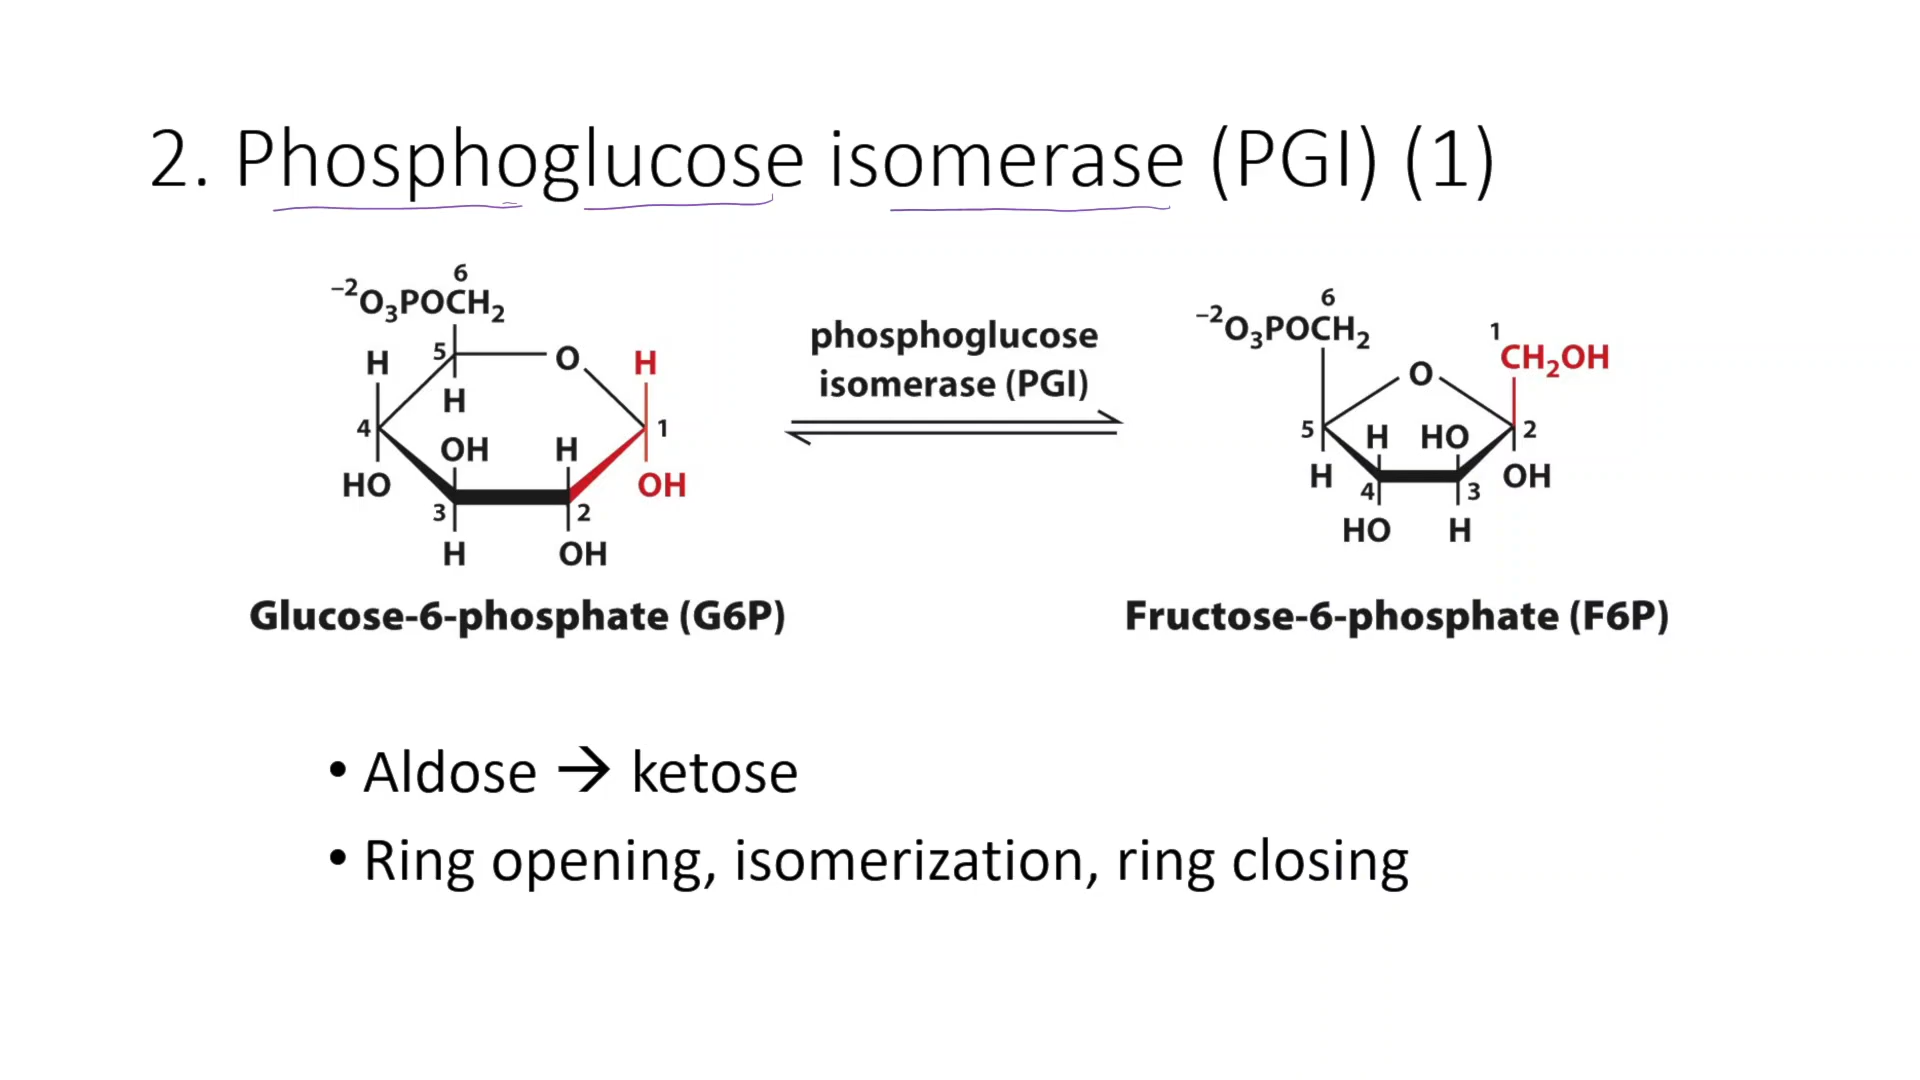 2. Phosphoglucose isomerase (PGI) (1)
6
⁻²O₃POCH₂
H 5 O H
H
4 OH H 1
HO OH
3 2
H OH
Glucose-6-phosphate (G6P)
phosphoglucose
isomerase (PGI)
6
⁻²O₃POCH₂ 1
CH₂OH
O
5 H HO 2
H 4 3 OH
HO H
Fructose-6-phosphate (F6P)
• Aldose → ketose
• Ring opening, isomerization, ring closing